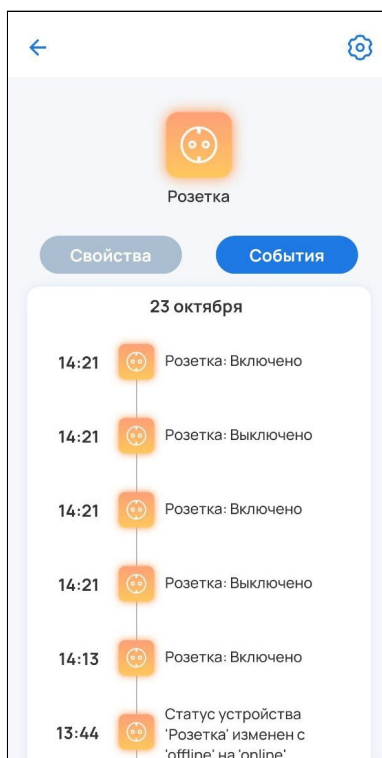 Розетка
Свойства События
23 октября
14:21 Розетка: Включено
14:21 Розетка: Выключено
14:21 Розетка: Включено
14:21 Розетка: Выключено
14:13 Розетка: Включено
Статус устройства
13:44 'Розетка' изменен с
'offline' на 'online'